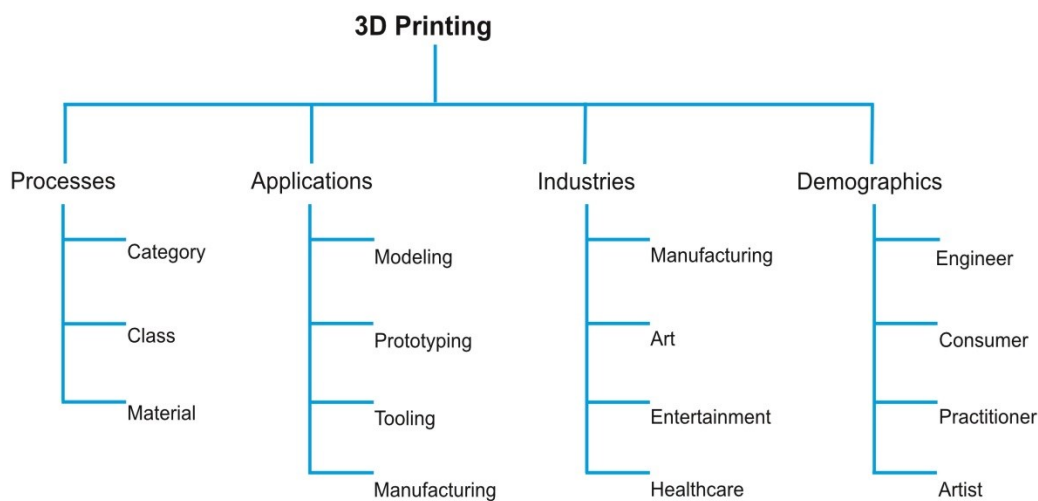 3D Printing
Processes
Applications
Industries
Demographics
Category
Class
Material
Modeling
Prototyping
Tooling
Manufacturing
Manufacturing
Art
Entertainment
Healthcare
Engineer
Consumer
Practitioner
Artist